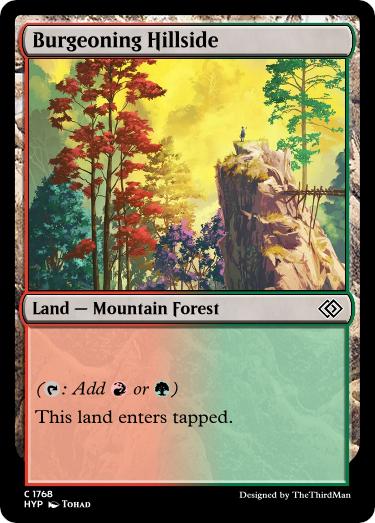 Burgeoning Hillside
Land — Mountain Forest
(: Add or )
This land enters tapped.
C 1768
HYP TOHAD
Designed by TheThirdMan